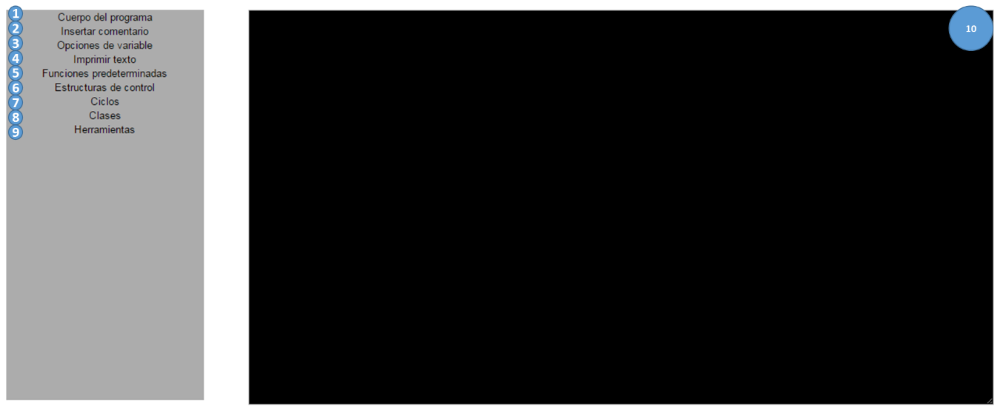 1 Cuerpo del programa
2 Insertar comentario
3 Opciones de variable
4 Imprimir texto
5 Funciones predeterminadas
6 Estructuras de control
7 Ciclos
8 Clases
9 Herramientas
10